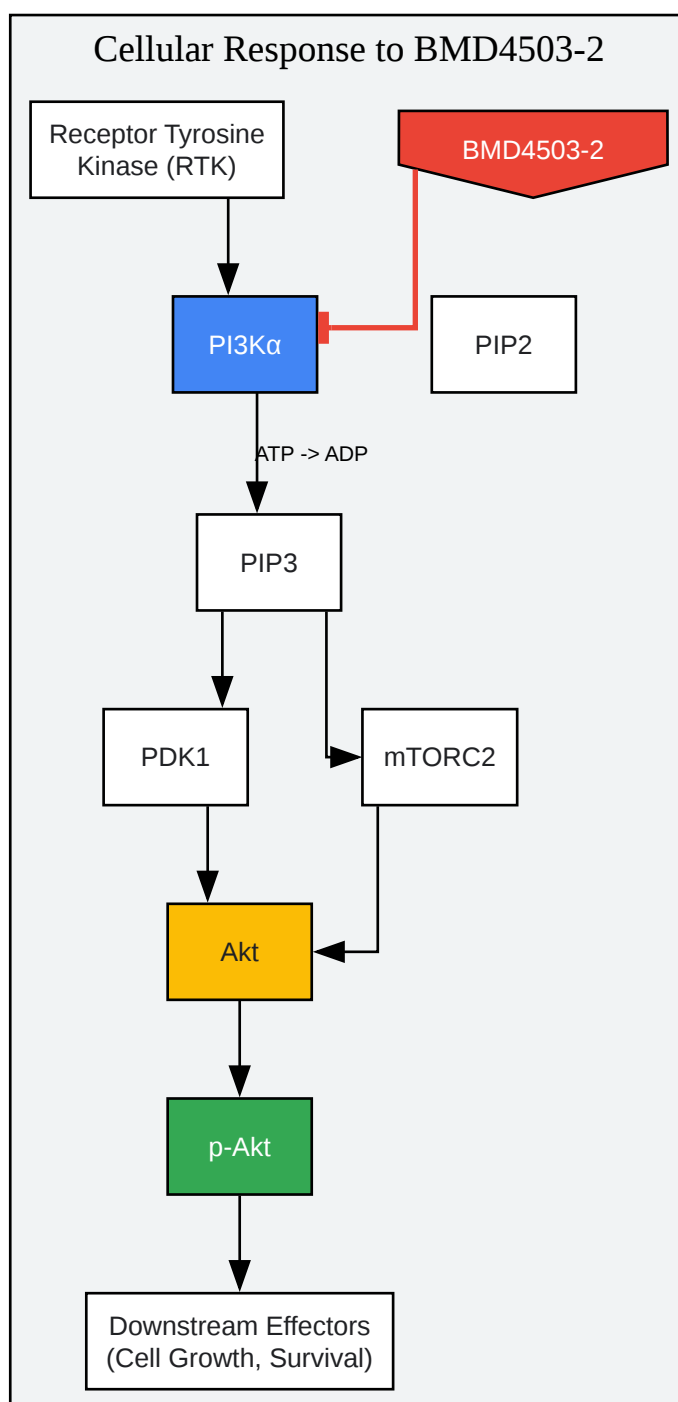 Cellular Response to BMD4503-2
Receptor Tyrosine
Kinase (RTK)
BMD4503-2
PI3Kα
PIP2
ATP -> ADP
PIP3
PDK1
mTORC2
Akt
p-Akt
Downstream Effectors
(Cell Growth, Survival)